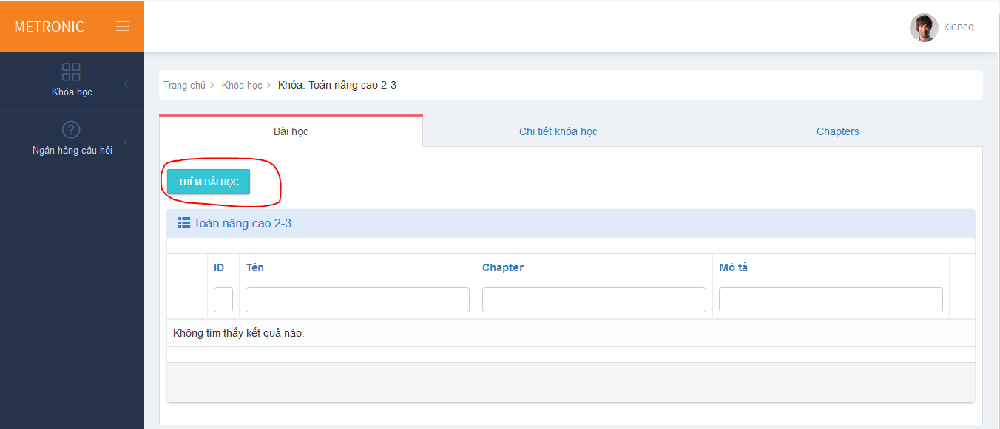 METRONIC
kiencq
Khóa học
Ngân hàng câu hỏi
Trang chủ > Khóa học > Khóa: Toán nâng cao 2-3
Bài học
Chi tiết khóa học
Chapters
THÊM BÀI HỌC
Toán nâng cao 2-3
ID Tên Chapter Mô tả
Không tìm thấy kết quả nào.